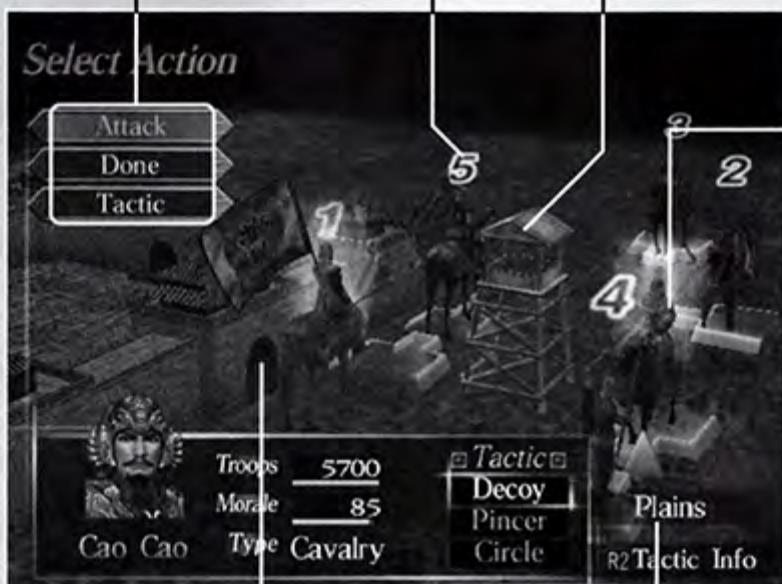 Select Action
Attack
Done
Tactic
1
5
3
2
4
Troops 5700
Morale 85
Type Cavalry
Cao Cao
Tactic
Decoy
Pincer
Circle
Plains
R2 Tactic Info